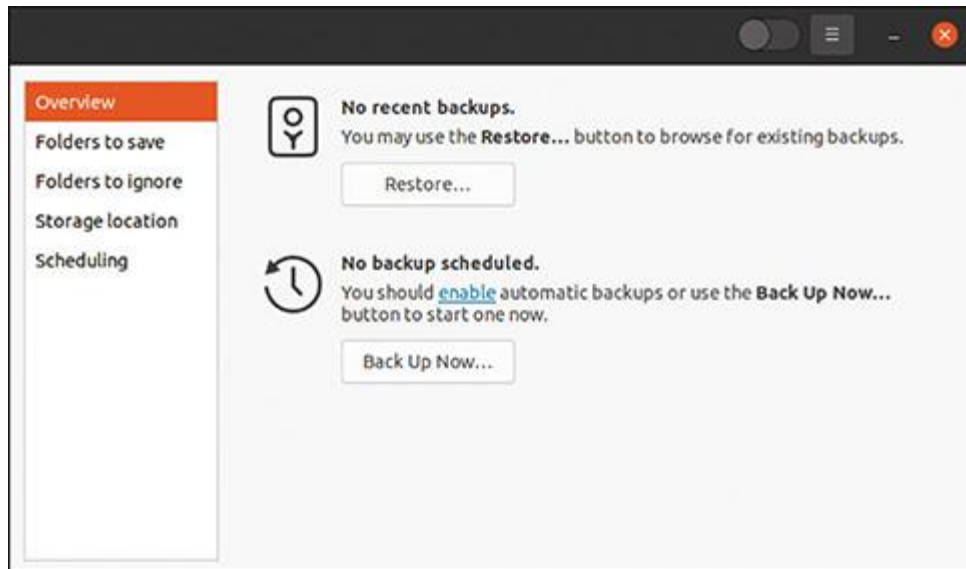 Overview
Folders to save
Folders to ignore
Storage location
Scheduling
No recent backups.
You may use the Restore... button to browse for existing backups.
Restore...
No backup scheduled.
You should enable automatic backups or use the Back Up Now...
button to start one now.
Back Up Now...